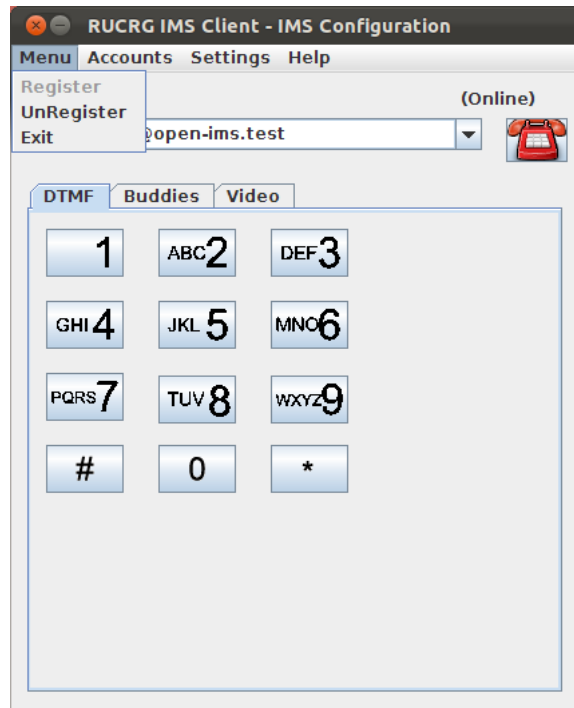 RUCRG IMS Client - IMS Configuration
Menu Accounts Settings Help
Register
(Online)
UnRegister
Exit
@open-ims.test
DTMF Buddies Video
1 ABC2 DEF3
GHI4 JKL5 MNO6
PQRS7 TUV8 WXYZ9
# 0 *